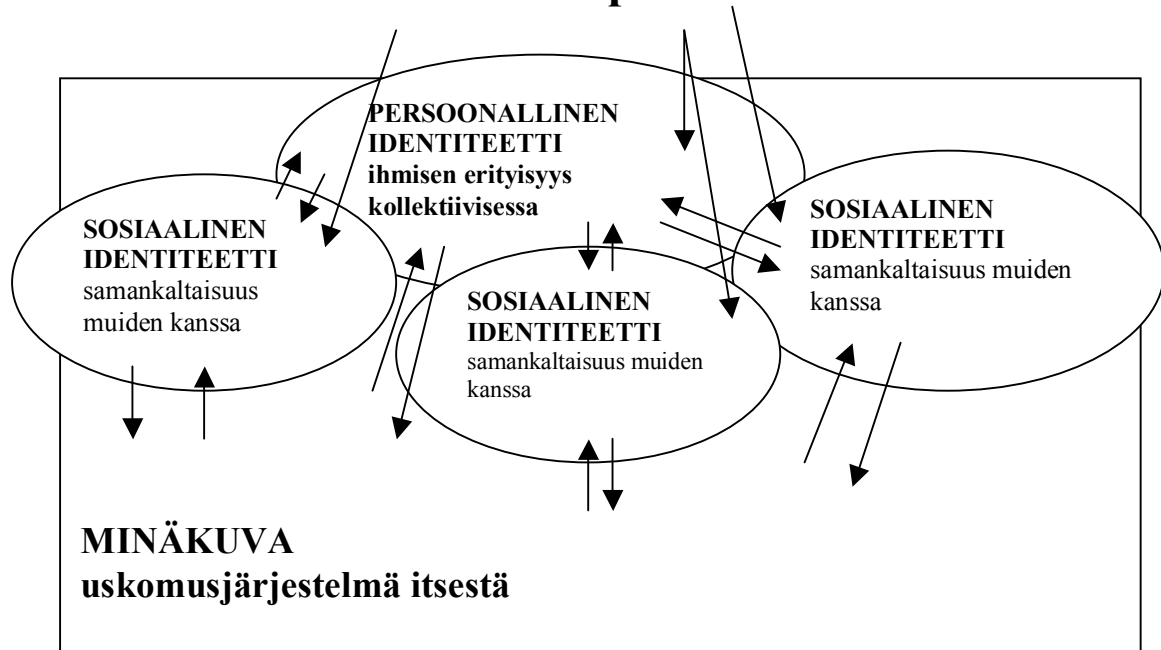 PERSOONALLINEN
IDENTITEETTI
ihmisen erityisyys
kollektiivisessa
SOSIAALINEN
IDENTITEETTI
samankaltaisuus
muiden kanssa
SOSIAALINEN
IDENTITEETTI
samankaltaisuus muiden
kanssa
SOSIAALINEN
IDENTITEETTI
samankaltaisuus muiden
kanssa
MINÄKUVA
uskomusjärjestelmä itsestä